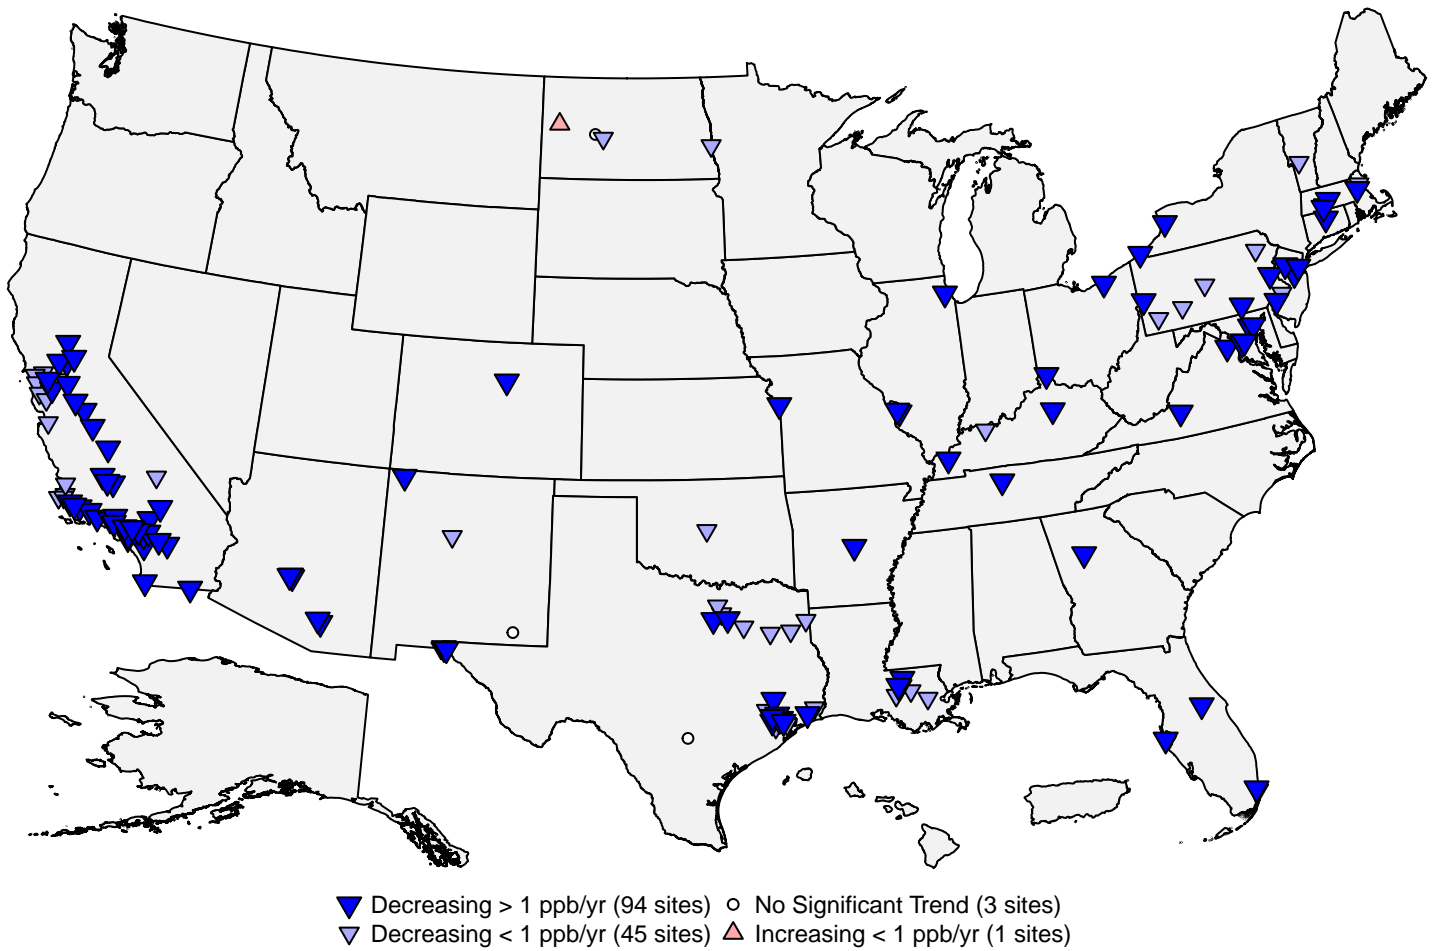 Decreasing > 1 ppb/yr (94 sites)
No Significant Trend (3 sites)
Decreasing < 1 ppb/yr (45 sites)
Increasing < 1 ppb/yr (1 sites)